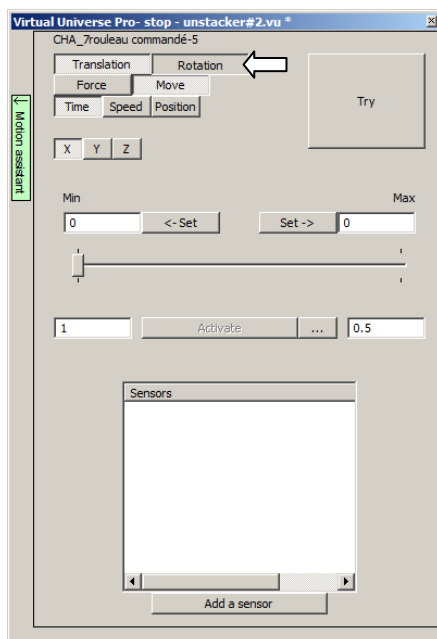 Virtual Universe Pro- stop - unstacker#2.vu *
CHA_7rouleau commandé-5
Translation Rotation
Force Move
Try
Time Speed Position
← Motion assistant
X Y Z
Min Max
0 <- Set Set -> 0
1 Activate ... 0.5
Sensors
Add a sensor